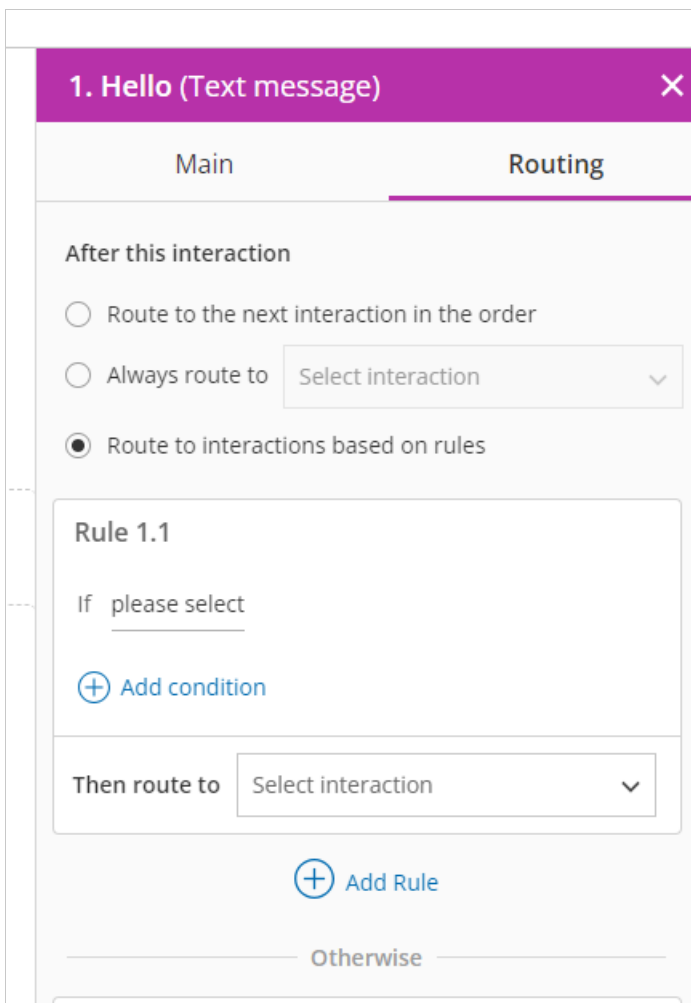 1. Hello (Text message)
Main Routing
After this interaction
Route to the next interaction in the order
Always route to Select interaction
Route to interactions based on rules
Rule 1.1
If please select
Add condition
Then route to Select interaction
Add Rule
Otherwise